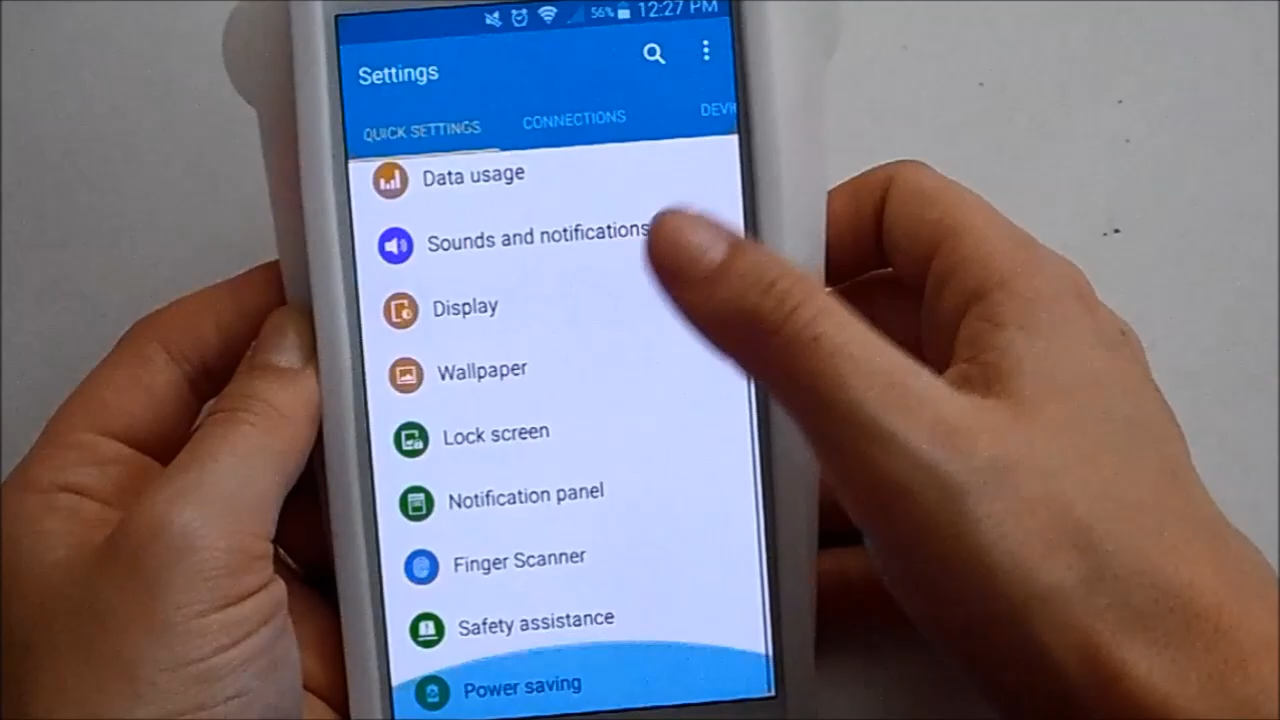 56% 12:27 PM
Settings
QUICK SETTINGS CONNECTIONS
Data usage
Sounds and notifications
Display
Wallpaper
Lock screen
Notification panel
Finger Scanner
Safety assistance
Power saving